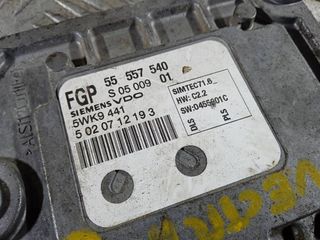 FGP 55 557 540
S 05 009 01
SIEMENS VDO
5WK9 441
5 02 07 12 19 3
SIMTEC71.6
HW: C2.2
SW:0455601C
DLS PLS
VECTRA